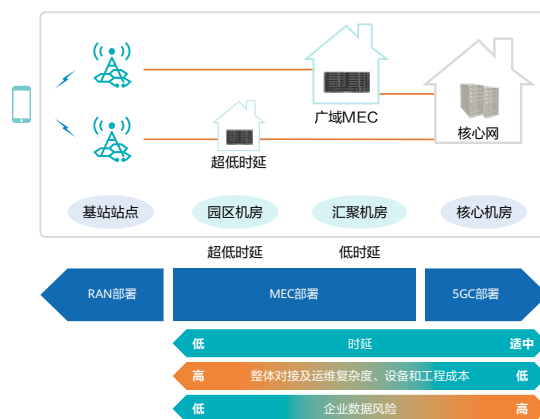 广域MEC
核心网
超低时延
基站站点
园区机房
汇聚机房
核心机房
超低时延
低时延
RAN部署
MEC部署
5GC部署
低 时延 适中
高 整体对接及运维复杂度、设备和工程成本 低
低 企业数据风险 高